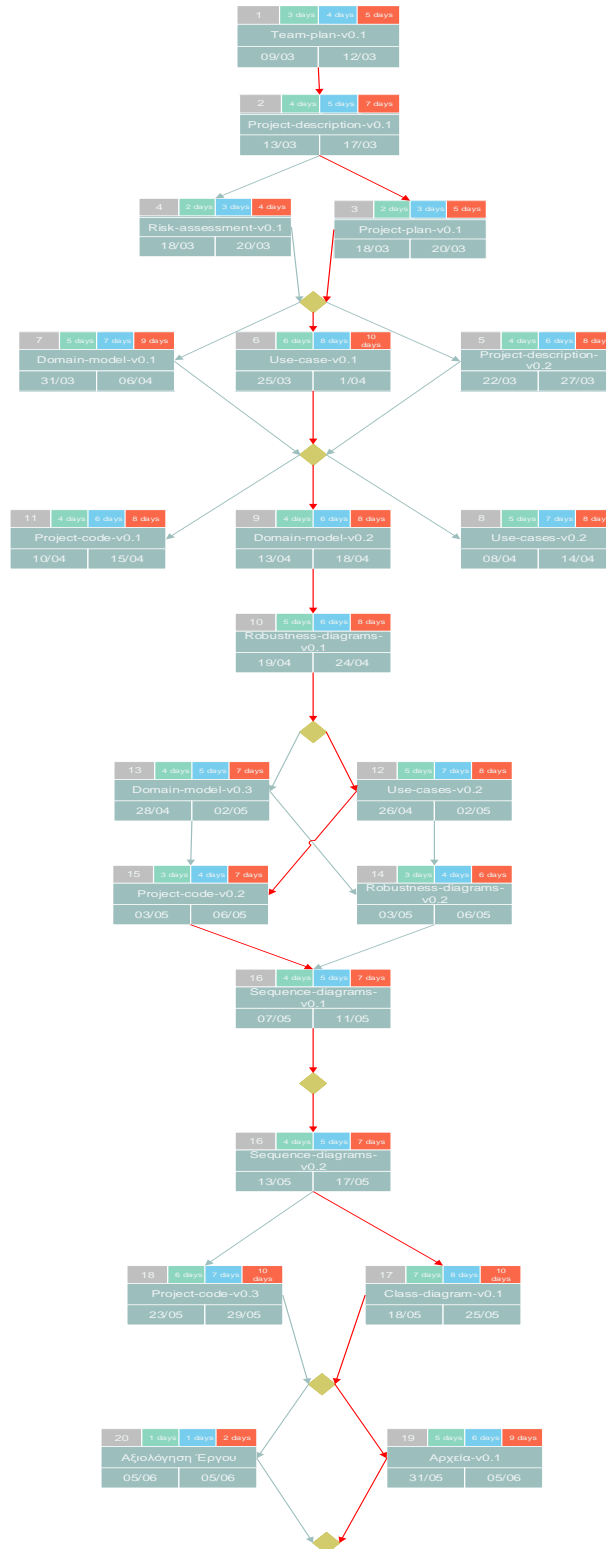 1 3 days 4 days 5 days
Team-plan-v0.1
09/03 12/03
2 4 days 5 days 7 days
Project-description-v0.1
13/03 17/03
4 2 days 3 days 4 days
Risk-assessment-v0.1
18/03 20/03
3 2 days 3 days 5 days
Project-plan-v0.1
18/03 20/03
7 5 days 7 days 9 days
Domain-model-v0.1
31/03 06/04
6 6 days 8 days 10
days
Use-case-v0.1
25/03 1/04
5 4 days 6 days 8 days
Project-description-
v0.2
22/03 27/03
11 4 days 6 days 8 days
Project-code-v0.1
10/04 15/04
9 4 days 6 days 8 days
Domain-model-v0.2
13/04 18/04
8 5 days 7 days 8 days
Use-cases-v0.2
08/04 14/04
10 5 days 6 days 8 days
Robustness-diagrams-
v0.1
19/04 24/04
13 4 days 5 days 7 days
Domain-model-v0.3
28/04 02/05
12 5 days 7 days 8 days
Use-cases-v0.2
26/04 02/05
15 3 days 4 days 7 days
Project-code-v0.2
03/05 06/05
14 3 days 4 days 6 days
Robustness-diagrams-
v0.2
03/05 06/05
16 4 days 5 days 7 days
Sequence-diagrams-
v0.1
07/05 11/05
16 4 days 5 days 7 days
Sequence-diagrams-
v0.2
13/05 17/05
18 6 days 7 days 10
days
Project-code-v0.3
23/05 29/05
17 7 days 8 days 10
days
Class-diagram-v0.1
18/05 25/05
20 1 days 1 days 2 days
Αξιολόγηση Έργου
05/06 05/06
19 5 days 6 days 9 days
Αρχεία-v0.1
31/05 05/06